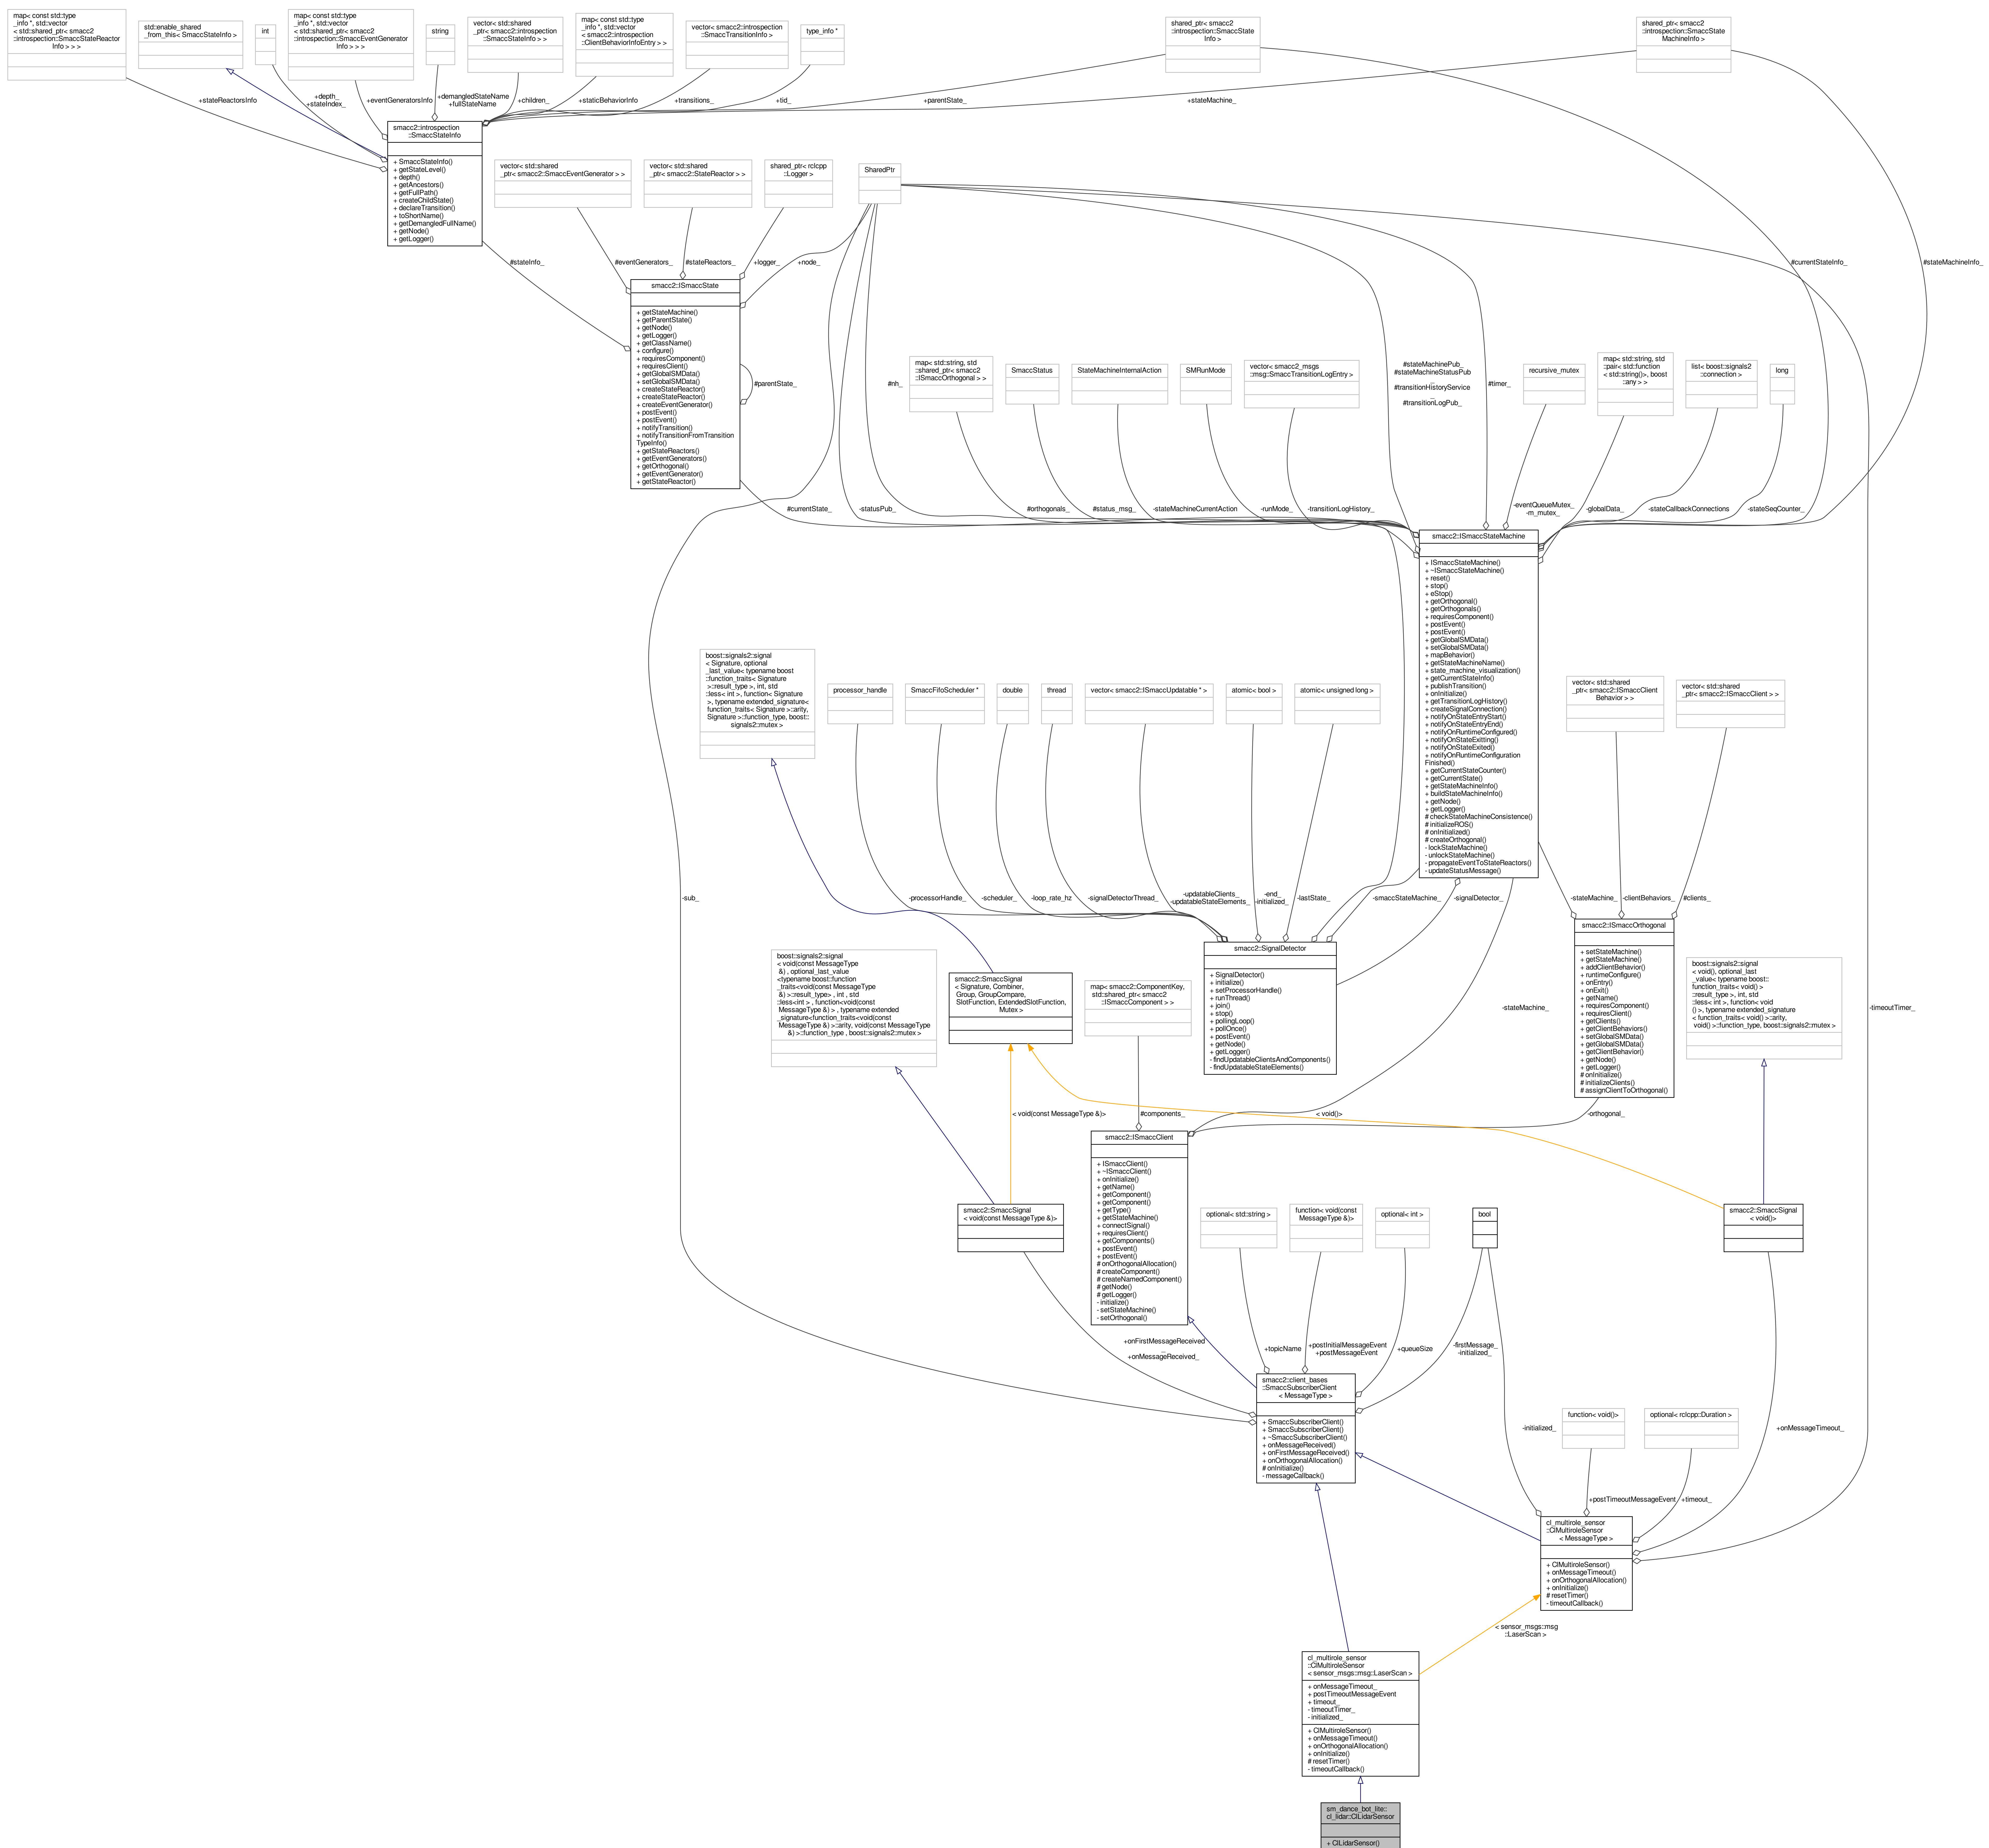 map< const std::type
_info *, std::vector
< std::shared_ptr< smacc2
::introspection::SmaccStateReactor
Info > > >
std::enable_shared
_from_this< SmaccStateInfo >
int
map< const std::type
_info *, std::vector
< std::shared_ptr< smacc2
::introspection::SmaccEventGenerator
Info > > >
string
vector< std::shared
_ptr< smacc2::introspection
::SmaccStateInfo > >
map< const std::type
_info *, std::vector
< smacc2::introspection
::ClientBehaviorInfoEntry > >
vector< smacc2::introspection
::SmaccTransitionInfo >
type_info *
shared_ptr< smacc2
::introspection::SmaccState
Info >
shared_ptr< smacc2
::introspection::SmaccState
MachineInfo >
+stateReactorsInfo
+depth_
+stateIndex_
+eventGeneratorsInfo
+demangledStateName
+fullStateName
+children_
+staticBehaviorInfo
+transitions_
+tid_
+parentState_
+stateMachine_
smacc2::introspection
::SmaccStateInfo
+ SmaccStateInfo()
+ getStateLevel()
+ depth()
+ getAncestors()
+ getFullPath()
+ createChildState()
+ declareTransition()
+ toShortName()
+ getDemangledFullName()
+ getNode()
+ getLogger()
vector< std::shared
_ptr< smacc2::SmaccEventGenerator > >
vector< std::shared
_ptr< smacc2::StateReactor > >
shared_ptr< rclcpp
::Logger >
SharedPtr
#stateInfo_
#eventGenerators_
#stateReactors_
+logger_
+node_
#currentStateInfo_
#stateMachineInfo_
smacc2::ISmaccState
+ getStateMachine()
+ getParentState()
+ getNode()
+ getLogger()
+ getClassName()
+ configure()
+ requiresComponent()
+ requiresClient()
+ getGlobalSMData()
+ setGlobalSMData()
+ createStateReactor()
+ createStateReactor()
+ createEventGenerator()
+ postEvent()
+ postEvent()
+ notifyTransition()
+ notifyTransitionFromTransition
TypeInfo()
+ getStateReactors()
+ getEventGenerators()
+ getOrthogonal()
+ getEventGenerator()
+ getStateReactor()
#parentState_
#nh_
map< std::string, std
::shared_ptr< smacc2
::ISmaccOrthogonal > >
SmaccStatus
StateMachineInternalAction
SMRunMode
vector< smacc2_msgs
::msg::SmaccTransitionLogEntry >
#stateMachinePub_
#stateMachineStatusPub
_
#transitionHistoryService
_
#transitionLogPub_
#timer_
recursive_mutex
map< std::string, std
::pair< std::function
< std::string()>, boost
::any > >
list< boost::signals2
::connection >
long
#currentState_
-statusPub_
#orthogonals_
#status_msg_
-stateMachineCurrentAction
-runMode_
-transitionLogHistory_
-eventQueueMutex_
-m_mutex_
-globalData_
-stateCallbackConnections
-stateSeqCounter_
smacc2::ISmaccStateMachine
+ ISmaccStateMachine()
+ ~ISmaccStateMachine()
+ reset()
+ stop()
+ eStop()
+ getOrthogonal()
+ getOrthogonals()
+ requiresComponent()
+ postEvent()
+ postEvent()
+ getGlobalSMData()
+ setGlobalSMData()
+ mapBehavior()
+ getStateMachineName()
+ state_machine_visualization()
+ getCurrentStateInfo()
+ publishTransition()
+ onInitialize()
+ getTransitionLogHistory()
+ createSignalConnection()
+ notifyOnStateEntryStart()
+ notifyOnStateEntryEnd()
+ notifyOnRuntimeConfigured()
+ notifyOnStateExitting()
+ notifyOnStateExited()
+ notifyOnRuntimeConfiguration
Finished()
+ getCurrentStateCounter()
+ getCurrentState()
+ getStateMachineInfo()
+ buildStateMachineInfo()
+ getNode()
+ getLogger()
# checkStateMachineConsistence()
# initializeROS()
# onInitialized()
# createOrthogonal()
- lockStateMachine()
- unlockStateMachine()
- propagateEventToStateReactors()
- updateStatusMessage()
boost::signals2::signal
< Signature, optional
_last_value< typename boost
::function_traits< Signature
>::result_type >, int, std
::less< int >, function< Signature
>, typename extended_signature<
function_traits< Signature >::arity,
Signature >::function_type, boost::
signals2::mutex >
processor_handle
SmaccFifoScheduler *
double
thread
vector< smacc2::ISmaccUpdatable * >
atomic< bool >
atomic< unsigned long >
vector< std::shared
_ptr< smacc2::ISmaccClient
Behavior > >
vector< std::shared
_ptr< smacc2::ISmaccClient > >
-sub_
-processorHandle_
-scheduler_
-loop_rate_hz
-signalDetectorThread_
-updatableClients_
-updatableStateElements_
-end_
-initialized_
-lastState_
-smaccStateMachine_
-signalDetector_
-stateMachine_
-clientBehaviors_
#clients_
-timeoutTimer_
smacc2::SignalDetector
+ SignalDetector()
+ initialize()
+ setProcessorHandle()
+ runThread()
+ join()
+ stop()
+ pollingLoop()
+ pollOnce()
+ postEvent()
+ getNode()
+ getLogger()
- findUpdatableClientsAndComponents()
- findUpdatableStateElements()
smacc2::ISmaccOrthogonal
+ setStateMachine()
+ getStateMachine()
+ addClientBehavior()
+ runtimeConfigure()
+ onEntry()
+ onExit()
+ getName()
+ requiresComponent()
+ requiresClient()
+ getClients()
+ getClientBehaviors()
+ setGlobalSMData()
+ getGlobalSMData()
+ getClientBehavior()
+ getNode()
+ getLogger()
# onInitialize()
# initializeClients()
# assignClientToOrthogonal()
boost::signals2::signal
< void(const MessageType
&) , optional_last_value
<typename boost::function
_traits<void(const MessageType
&) >::result_type> , int , std
::less<int > , function<void(const
MessageType &) > , typename extended
_signature<function_traits<void(const
MessageType &) >::arity, void(const MessageType
&) >::function_type , boost::signals2::mutex >
smacc2::SmaccSignal
< Signature, Combiner,
Group, GroupCompare,
SlotFunction, ExtendedSlotFunction,
Mutex >
map< smacc2::ComponentKey,
std::shared_ptr< smacc2
::ISmaccComponent > >
boost::signals2::signal
< void(), optional_last
_value< typename boost::
function_traits< void() >
::result_type >, int, std
::less< int >, function< void
() >, typename extended_signature
< function_traits< void() >::arity,
void() >::function_type, boost::signals2::mutex >
-stateMachine_
< void(const MessageType &)>
#components_
< void()>
-orthogonal_
smacc2::ISmaccClient
+ ISmaccClient()
+ ~ISmaccClient()
+ onInitialize()
+ getName()
+ getComponent()
+ getComponent()
+ getType()
+ getStateMachine()
+ connectSignal()
+ requiresClient()
+ getComponents()
+ postEvent()
+ postEvent()
# onOrthogonalAllocation()
# createComponent()
# createNamedComponent()
# getNode()
# getLogger()
- initialize()
- setStateMachine()
- setOrthogonal()
smacc2::SmaccSignal
< void(const MessageType &)>
optional< std::string >
function< void(const
MessageType &)>
optional< int >
bool
smacc2::SmaccSignal
< void()>
+onFirstMessageReceived
_
+onMessageReceived_
+topicName
+postInitialMessageEvent
+postMessageEvent
+queueSize
-firstMessage_
-initialized_
smacc2::client_bases
::SmaccSubscriberClient
< MessageType >
+ SmaccSubscriberClient()
+ SmaccSubscriberClient()
+ ~SmaccSubscriberClient()
+ onMessageReceived()
+ onFirstMessageReceived()
+ onOrthogonalAllocation()
# onInitialize()
- messageCallback()
function< void()>
optional< rclcpp::Duration >
-initialized_
+onMessageTimeout_
+postTimeoutMessageEvent
+timeout_
cl_multirole_sensor
::ClMultiroleSensor
< MessageType >
+ ClMultiroleSensor()
+ onMessageTimeout()
+ onOrthogonalAllocation()
+ onInitialize()
# resetTimer()
- timeoutCallback()
< sensor_msgs::msg
::LaserScan >
cl_multirole_sensor
::ClMultiroleSensor
< sensor_msgs::msg::LaserScan >
+ onMessageTimeout_
+ postTimeoutMessageEvent
+ timeout_
- timeoutTimer_
- initialized_
+ ClMultiroleSensor()
+ onMessageTimeout()
+ onOrthogonalAllocation()
+ onInitialize()
# resetTimer()
- timeoutCallback()
sm_dance_bot_lite::
cl_lidar::ClLidarSensor
+ ClLidarSensor()